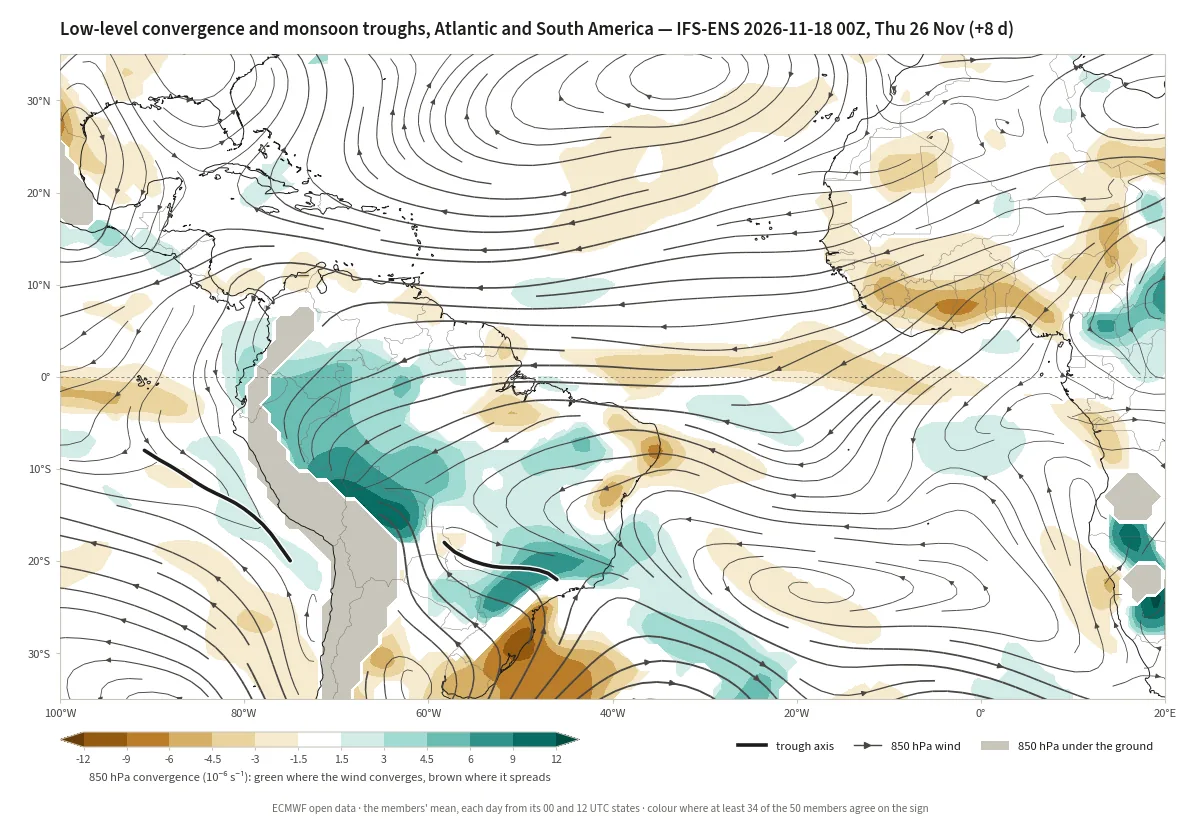 Low-level convergence and monsoon troughs, Atlantic and South America — IFS-ENS 2026-11-18 00Z, Thu 26 Nov (+8 d)
30°N
20°N
10°N
0°
10°S
20°S
30°S
100°W 80°W 60°W 40°W 20°W 0° 20°E
-12 -9 -6 -4.5 -3 -1.5 1.5 3 4.5 6 9 12
850 hPa convergence (10⁻⁶ s⁻¹): green where the wind converges, brown where it spreads
trough axis 850 hPa wind 850 hPa under the ground
ECMWF open data · the members' mean, each day from its 00 and 12 UTC states · colour where at least 34 of the 50 members agree on the sign